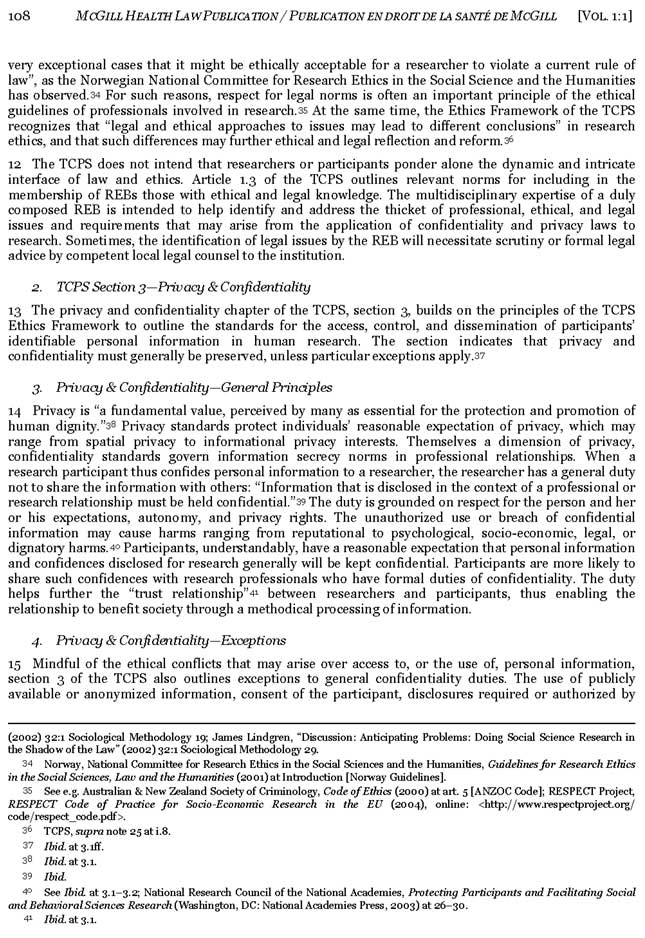 108 MCGILL HEALTH LAW PUBLICATION / PUBLICATION EN DROIT DE LA SANTÉ DE MCGILL [VOL. 1:1]
very exceptional cases that it might be ethically acceptable for a researcher to violate a current rule of
law”, as the Norwegian National Committee for Research Ethics in the Social Science and the Humanities
has observed.34 For such reasons, respect for legal norms is often an important principle of the ethical
guidelines of professionals involved in research.35 At the same time, the Ethics Framework of the TCPS
recognizes that “legal and ethical approaches to issues may lead to different conclusions” in research
ethics, and that such differences may further ethical and legal reflection and reform.36
12 The TCPS does not intend that researchers or participants ponder alone the dynamic and intricate
interface of law and ethics. Article 1.3 of the TCPS outlines relevant norms for including in the
membership of REBs those with ethical and legal knowledge. The multidisciplinary expertise of a duly
composed REB is intended to help identify and address the thicket of professional, ethical, and legal
issues and requirements that may arise from the application of confidentiality and privacy laws to
research. Sometimes, the identification of legal issues by the REB will necessitate scrutiny or formal legal
advice by competent local legal counsel to the institution.
2. TCPS Section 3—Privacy & Confidentiality
13 The privacy and confidentiality chapter of the TCPS, section 3, builds on the principles of the TCPS
Ethics Framework to outline the standards for the access, control, and dissemination of participants’
identifiable personal information in human research. The section indicates that privacy and
confidentiality must generally be preserved, unless particular exceptions apply.37
3. Privacy & Confidentiality—General Principles
14 Privacy is “a fundamental value, perceived by many as essential for the protection and promotion of
human dignity.”38 Privacy standards protect individuals’ reasonable expectation of privacy, which may
range from spatial privacy to informational privacy interests. Themselves a dimension of privacy,
confidentiality standards govern information secrecy norms in professional relationships. When a
research participant thus confides personal information to a researcher, the researcher has a general duty
not to share the information with others: “Information that is disclosed in the context of a professional or
research relationship must be held confidential.”39 The duty is grounded on respect for the person and her
or his expectations, autonomy, and privacy rights. The unauthorized use or breach of confidential
information may cause harms ranging from reputational to psychological, socio-economic, legal, or
dignatory harms.40 Participants, understandably, have a reasonable expectation that personal information
and confidences disclosed for research generally will be kept confidential. Participants are more likely to
share such confidences with research professionals who have formal duties of confidentiality. The duty
helps further the “trust relationship”41 between researchers and participants, thus enabling the
relationship to benefit society through a methodical processing of information.
4. Privacy & Confidentiality—Exceptions
15 Mindful of the ethical conflicts that may arise over access to, or the use of, personal information,
section 3 of the TCPS also outlines exceptions to general confidentiality duties. The use of publicly
available or anonymized information, consent of the participant, disclosures required or authorized by
(2002) 32:1 Sociological Methodology 19; James Lindgren, “Discussion: Anticipating Problems: Doing Social Science Research in
the Shadow of the Law” (2002) 32:1 Sociological Methodology 29.
34 Norway, National Committee for Research Ethics in the Social Sciences and the Humanities, Guidelines for Research Ethics
in the Social Sciences, Law and the Humanities (2001) at Introduction [Norway Guidelines].
35 See e.g. Australian & New Zealand Society of Criminology, Code of Ethics (2000) at art. 5 [ANZOC Code]; RESPECT Project,
RESPECT Code of Practice for Socio-Economic Research in the EU (2004), online: <http://www.respectproject.org/
code/respect_code.pdf>.
36 TCPS, supra note 25 at i.8.
37 Ibid. at 3.1ff.
38 Ibid. at 3.1.
39 Ibid.
40 See Ibid. at 3.1–3.2; National Research Council of the National Academies, Protecting Participants and Facilitating Social
and Behavioral Sciences Research (Washington, DC: National Academies Press, 2003) at 26–30.
41 Ibid. at 3.1.